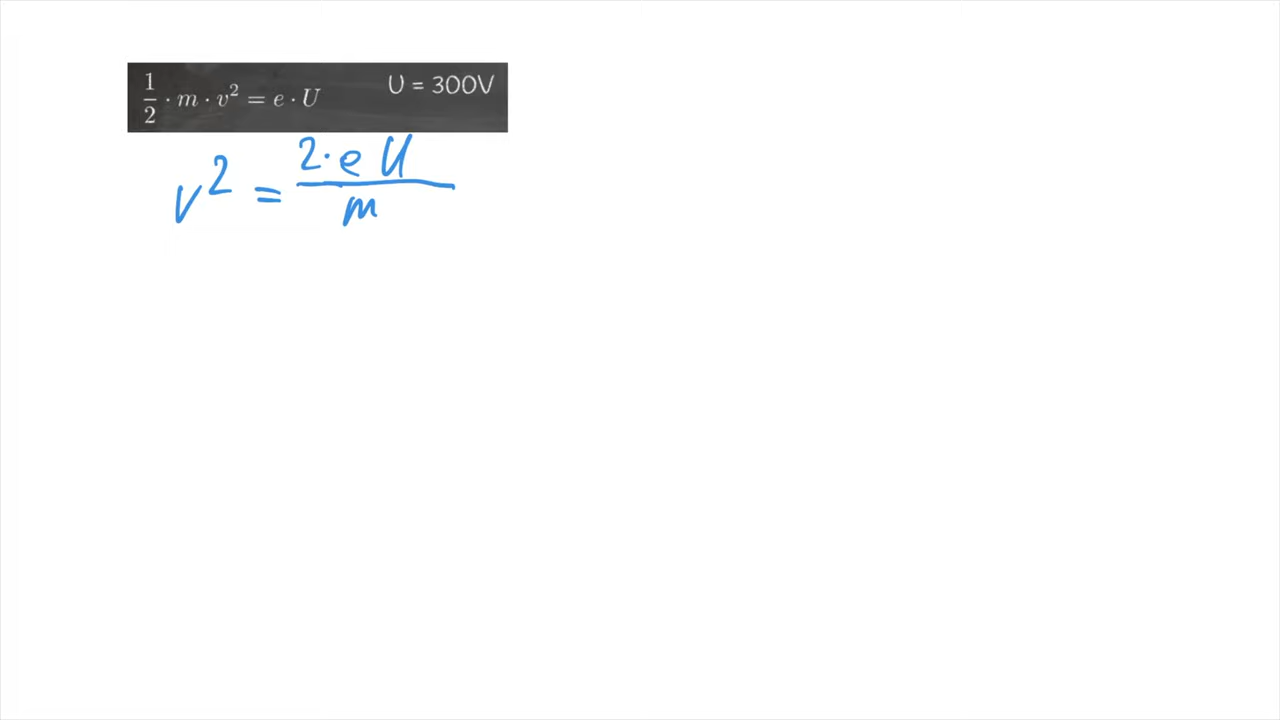 1/2 · m · v² = e · U U = 300V
v² = 2·e U / m